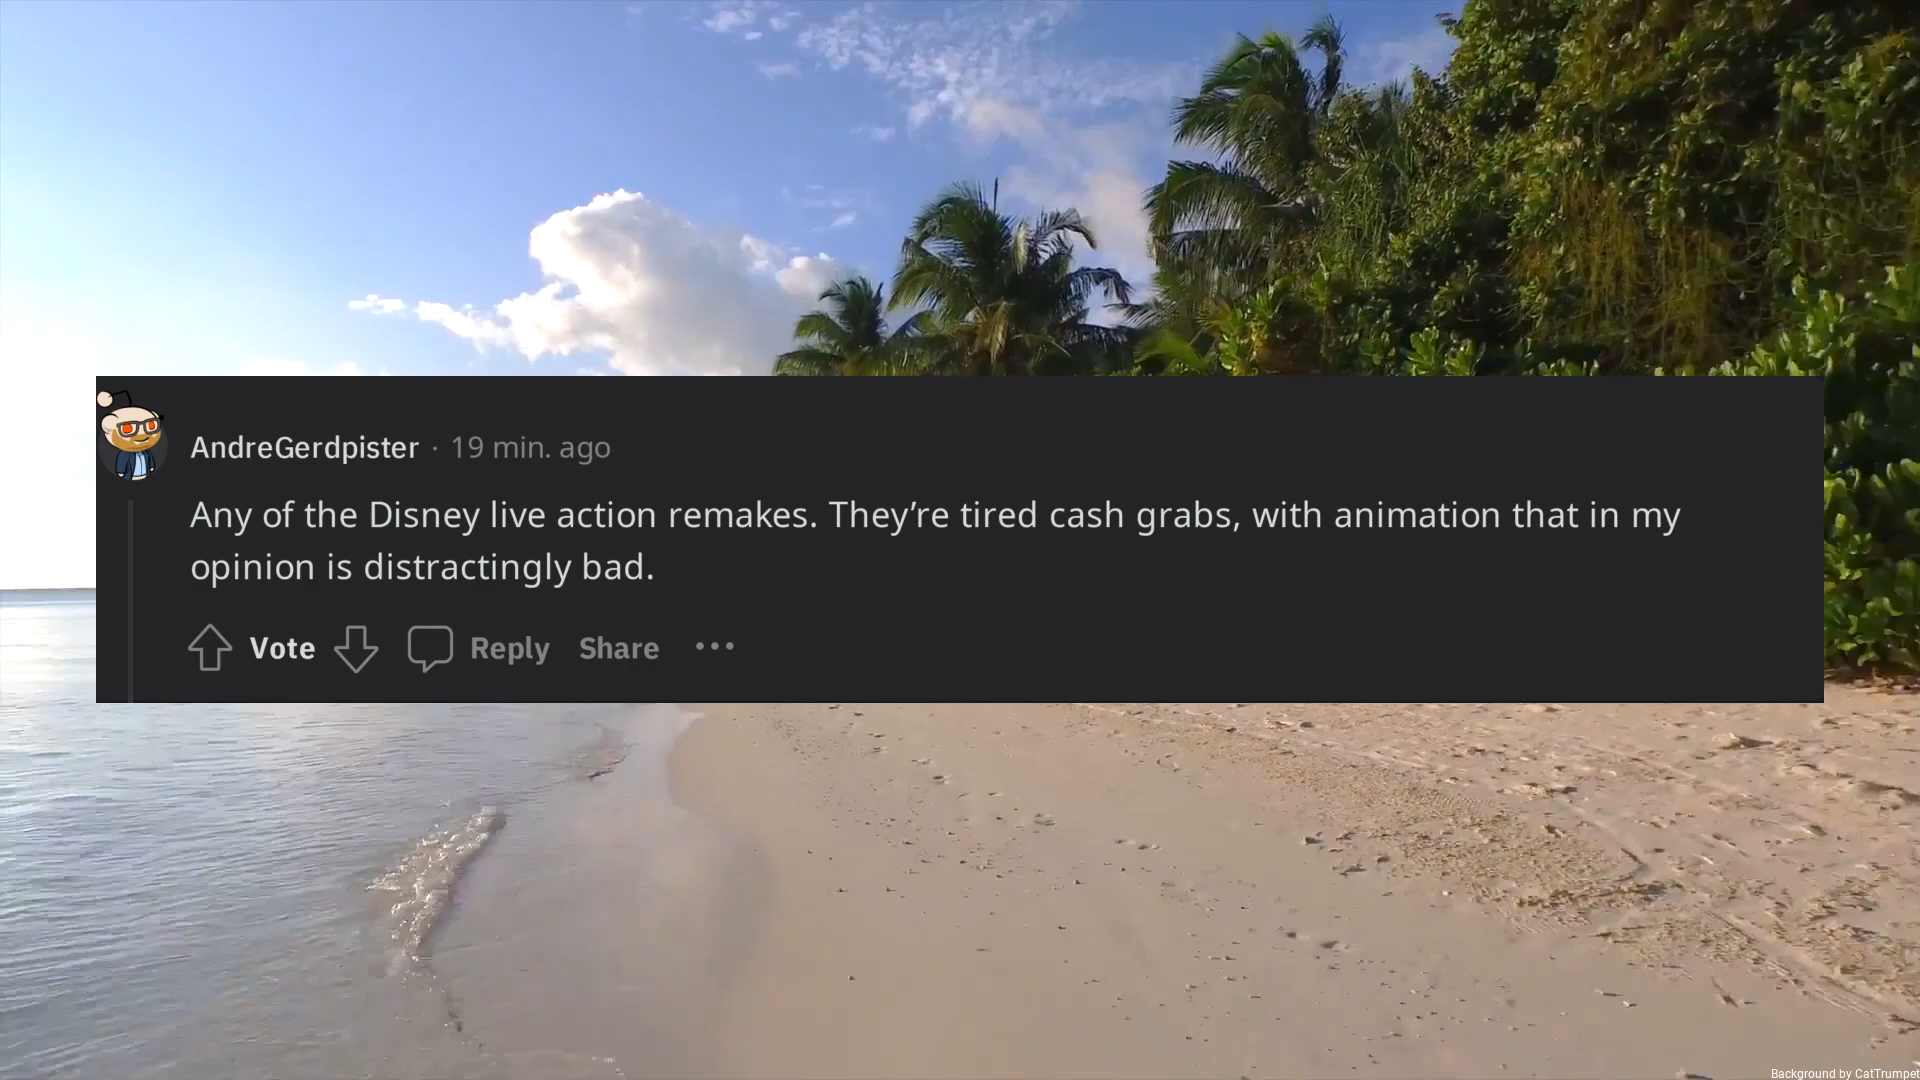 AndreGerdpister · 19 min. ago
Any of the Disney live action remakes. They’re tired cash grabs, with animation that in my
opinion is distractingly bad.
Vote Reply Share ···
Background by CatTrumpet